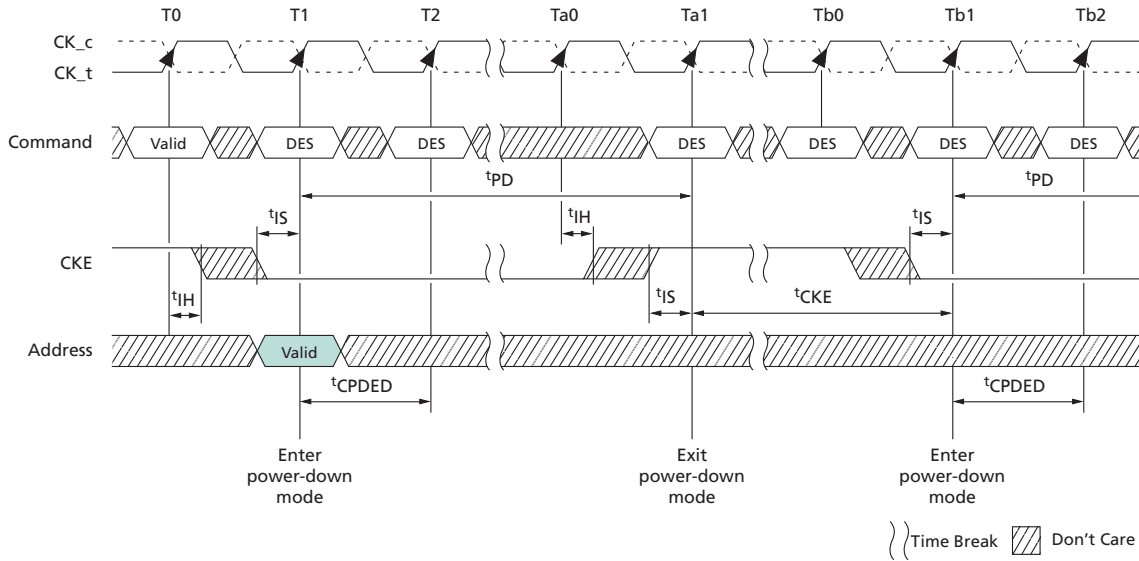 T0 T1 T2 Ta0 Ta1 Tb0 Tb1 Tb2
CK_c
CK_t
Command Valid DES DES DES DES DES DES
tPD tPD
tIS tIH tIS
CKE
tIH tIS tCKE
Address Valid
tCPDED tCPDED
Enter
power-down
mode
Exit
power-down
mode
Enter
power-down
mode
Time Break Don't Care